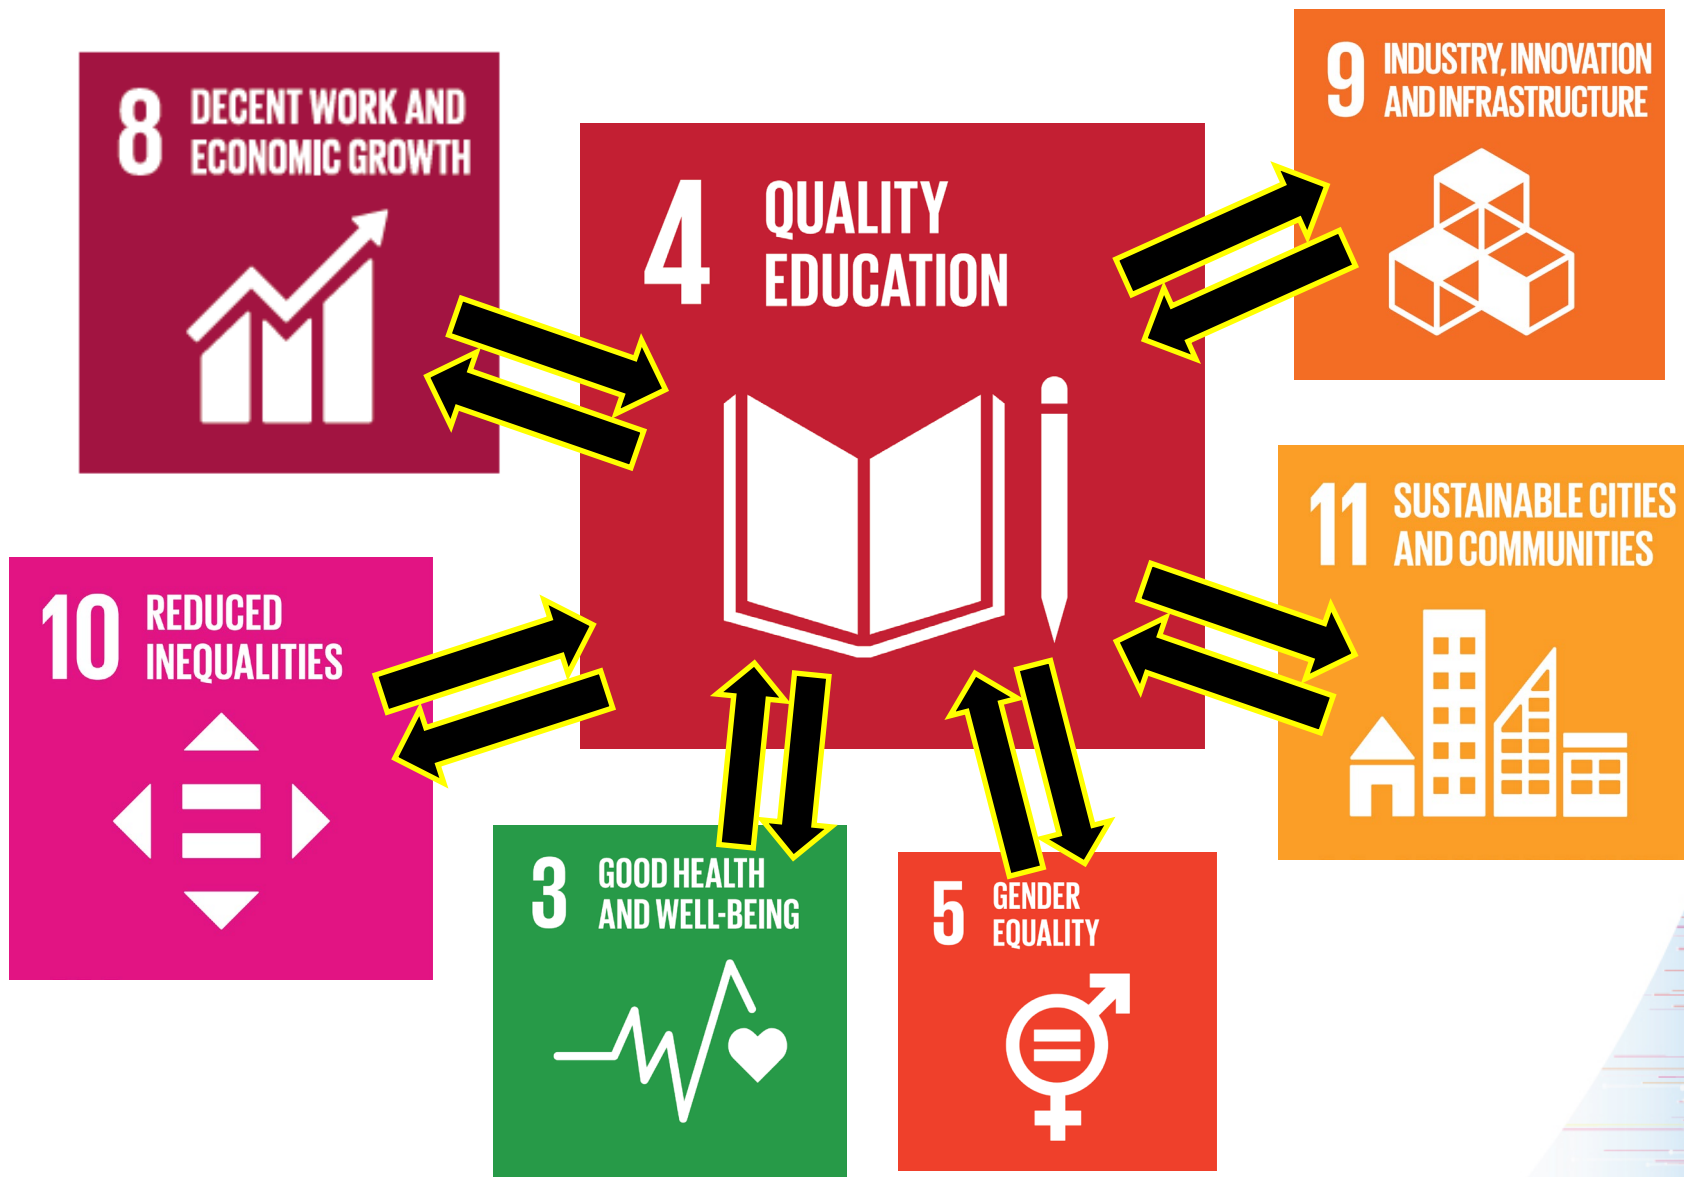 8 DECENT WORK AND
ECONOMIC GROWTH
4 QUALITY
EDUCATION
9 INDUSTRY, INNOVATION
AND INFRASTRUCTURE
11 SUSTAINABLE CITIES
AND COMMUNITIES
10 REDUCED
INEQUALITIES
3 GOOD HEALTH
AND WELL-BEING
5 GENDER
EQUALITY